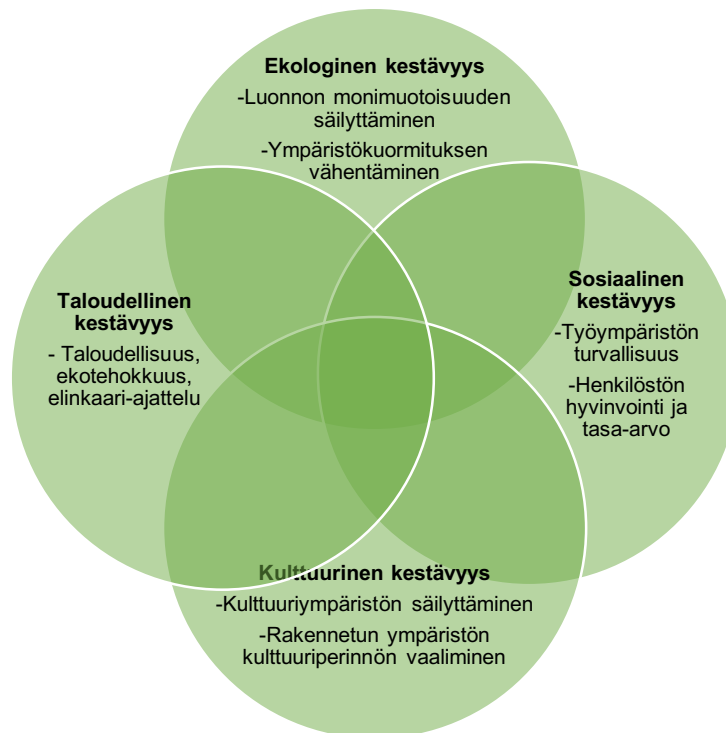 Ekologinen kestävyys
-Luonnon monimuotoisuuden
säilyttäminen
-Ympäristökuormituksen
vähentäminen
Taloudellinen
kestävyys
- Taloudellisuus,
ekotehokkuus,
elinkaari-ajattelu
Sosiaalinen
kestävyys
-Työympäristön
turvallisuus
-Henkilöstön
hyvinvointi ja
tasa-arvo
Kulttuurinen kestävyys
-Kulttuuriympäristön säilyttäminen
-Rakennetun ympäristön
kulttuuriperinnön vaaliminen